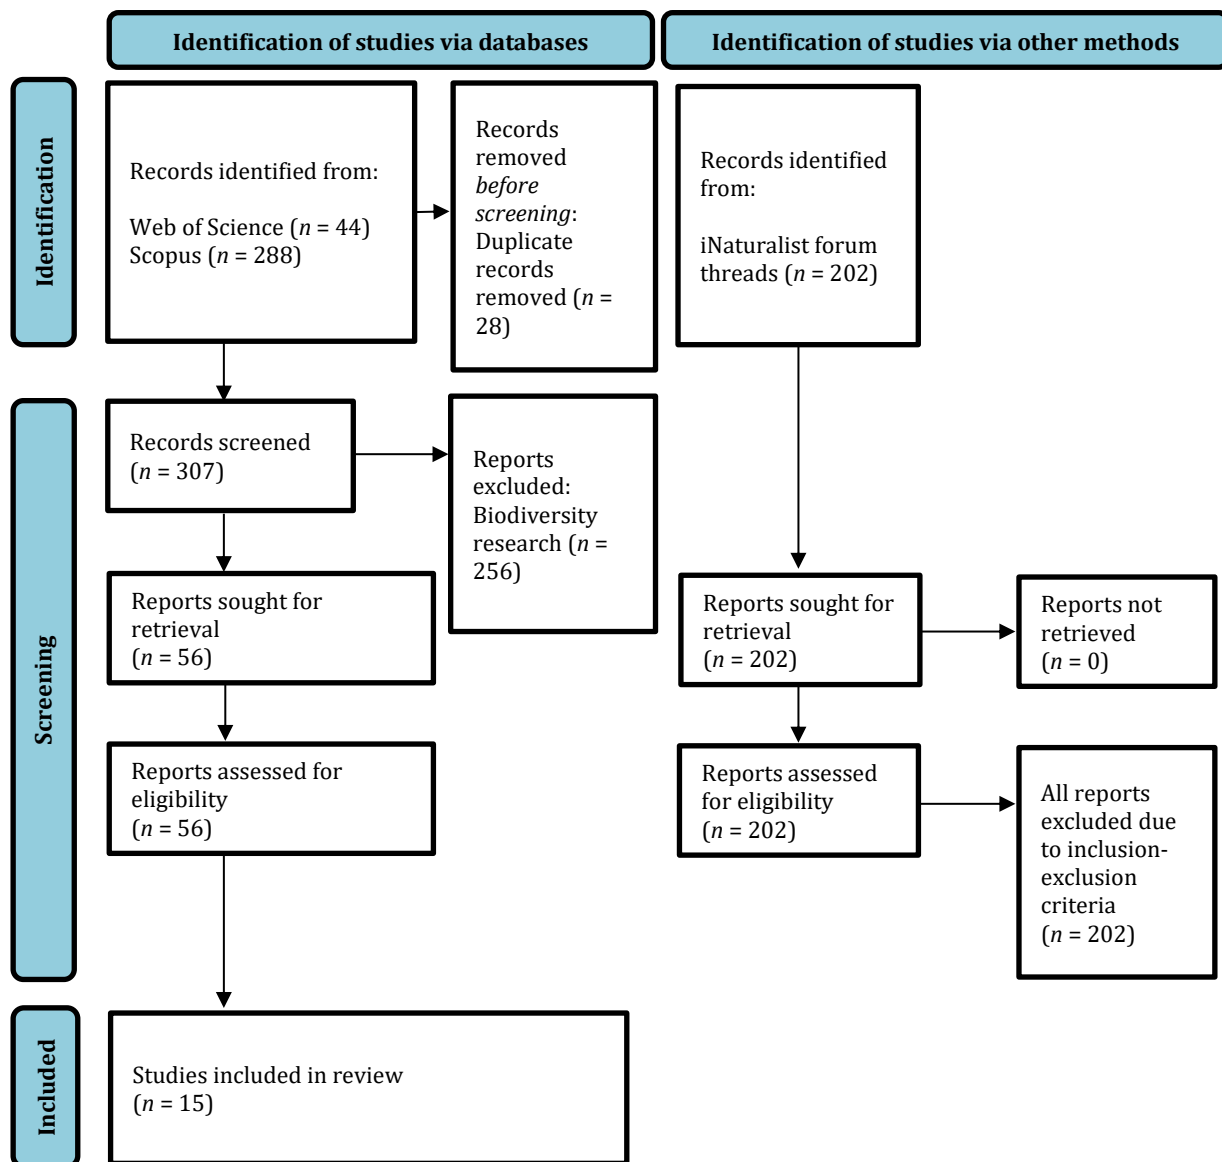 Identification of studies via databases
Identification of studies via other methods
Identification
Records identified from:
Web of Science (n = 44)
Scopus (n = 288)
Records
removed
before
screening:
Duplicate
records
removed (n =
28)
Records identified
from:
iNaturalist forum
threads (n = 202)
Screening
Records screened
(n = 307)
Reports
excluded:
Biodiversity
research (n =
256)
Reports sought for
retrieval
(n = 56)
Reports sought for
retrieval
(n = 202)
Reports not
retrieved
(n = 0)
Reports assessed for
eligibility
(n = 56)
Reports assessed
for eligibility
(n = 202)
All reports
excluded due
to inclusion-
exclusion
criteria
(n = 202)
Included
Studies included in review
(n = 15)